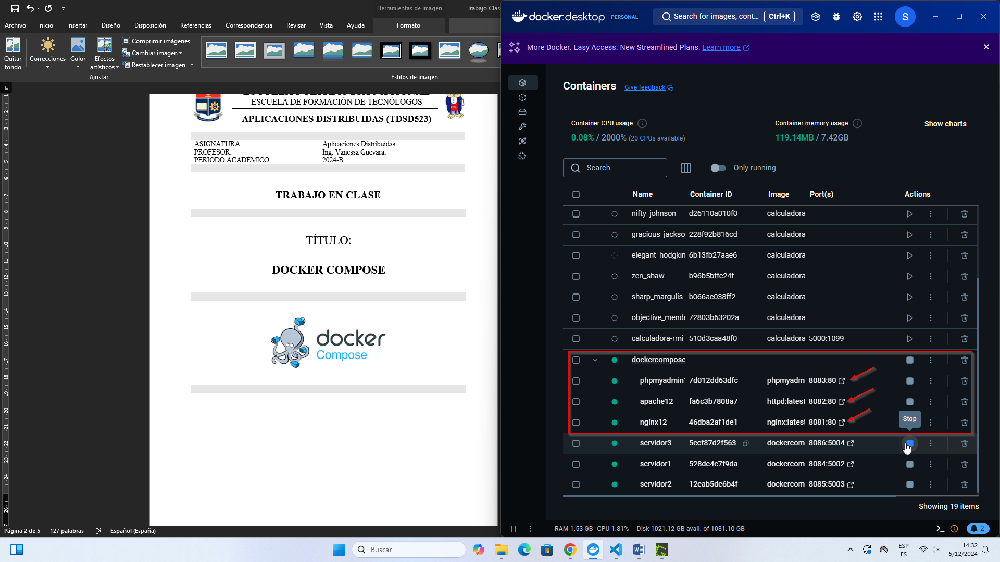 Herramientas de imagen
Trabajo Clas
Archivo
Inicio
Insertar
Diseño
Disposición
Referencias
Correspondencia
Revisar
Vista
Ayuda
Formato
Quitar
fondo
Correcciones
Color
Efectos
artísticos
Comprimir imágenes
Cambiar imagen
Restablecer imagen
Ajustar
Estilos de imagen
ESCUELA DE FORMACIÓN DE TECNÓLOGOS
APLICACIONES DISTRIBUIDAS (TDSD523)
ASIGNATURA: Aplicaciones Distribuidas
PROFESOR: Ing. Vanessa Guevara.
PERÍODO ACADÉMICO: 2024-B
TRABAJO EN CLASE
TÍTULO:
DOCKER COMPOSE
docker
Compose
Página 2 de 5 127 palabras Español (España)
docker.desktop PERSONAL
Search for images, cont... Ctrl+K
S
More Docker. Easy Access. New Streamlined Plans. Learn more
Containers Give feedback
Container CPU usage
0.08% / 2000% (20 CPUs available)
Container memory usage
119.14MB / 7.42GB
Show charts
Search
Only running
Name Container ID Image Port(s) Actions
nifty_johnson d26110a010f0 calculadora
gracious_jackso 228f92b816cd calculadora
elegant_hodgkin 6b13fb27aae6 calculadora
zen_shaw b96b5bffc24f calculadora
sharp_margulis b066ae038ff2 calculadora
objective_mende 72803b63202a calculadora
calculadora-rmi 510d3caa48f0 calculadora 5000:1099
dockercompose - - -
phpmyadmin 7d012dd63dfc phpmyadm 8083:80
apache12 fa6c3b7808a7 httpd:latest 8082:80
nginx12 46dba2af1de1 nginx:latest 8081:80
Stop
servidor3 5ecf87d2f563 dockercom 8086:5004
servidor1 528de4c7f9da dockercom 8084:5002
servidor2 12eab5de6b4f dockercom 8085:5003
Showing 19 items
RAM 1.53 GB CPU 1.81% Disk 1021.12 GB avail. of 1081.10 GB
2
Buscar
ESP
ES
14:32
5/12/2024